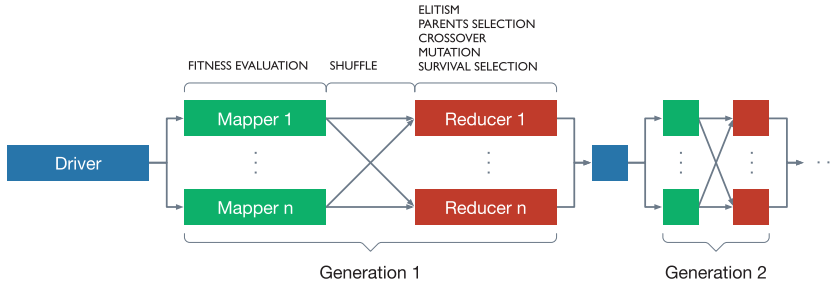 ELITISM
PARENTS SELECTION
CROSSOVER
MUTATION
SURVIVAL SELECTION
FITNESS EVALUATION
SHUFFLE
Mapper 1
Reducer 1
Driver
Mapper n
Reducer n
Generation 1
Generation 2